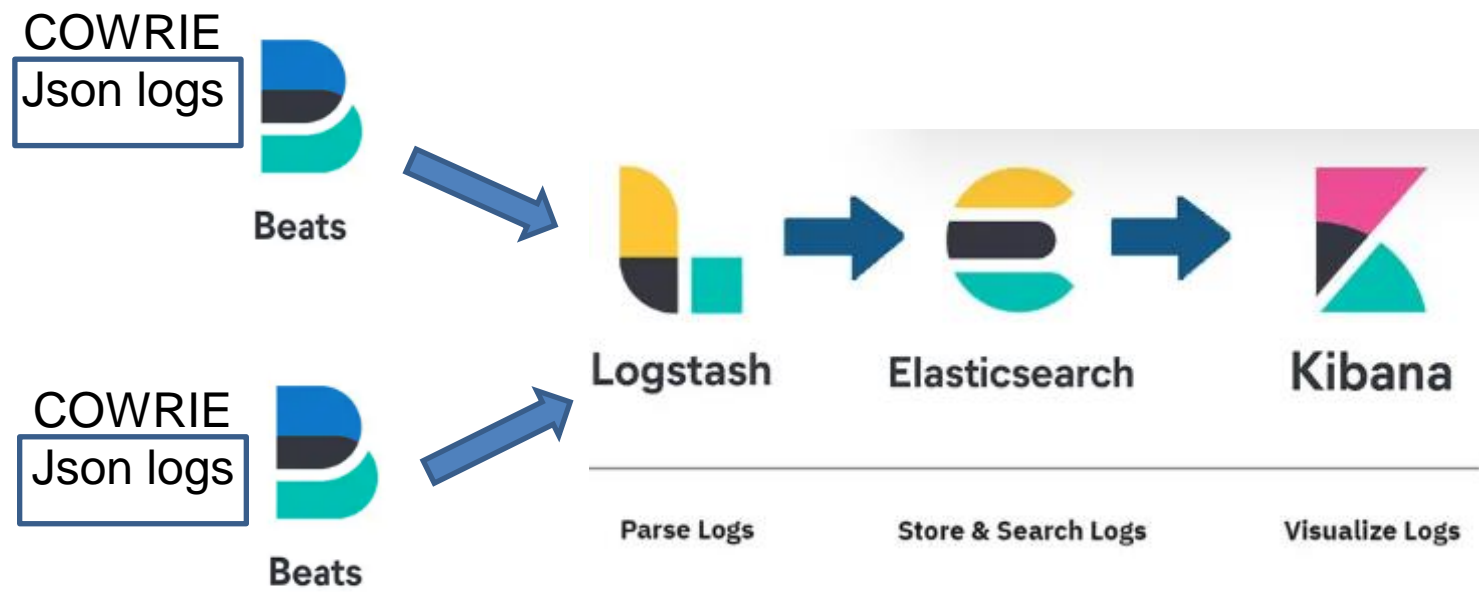 COWRIE
Json logs
Beats
COWRIE
Json logs
Beats
Logstash
Elasticsearch
Kibana
Parse Logs
Store & Search Logs
Visualize Logs